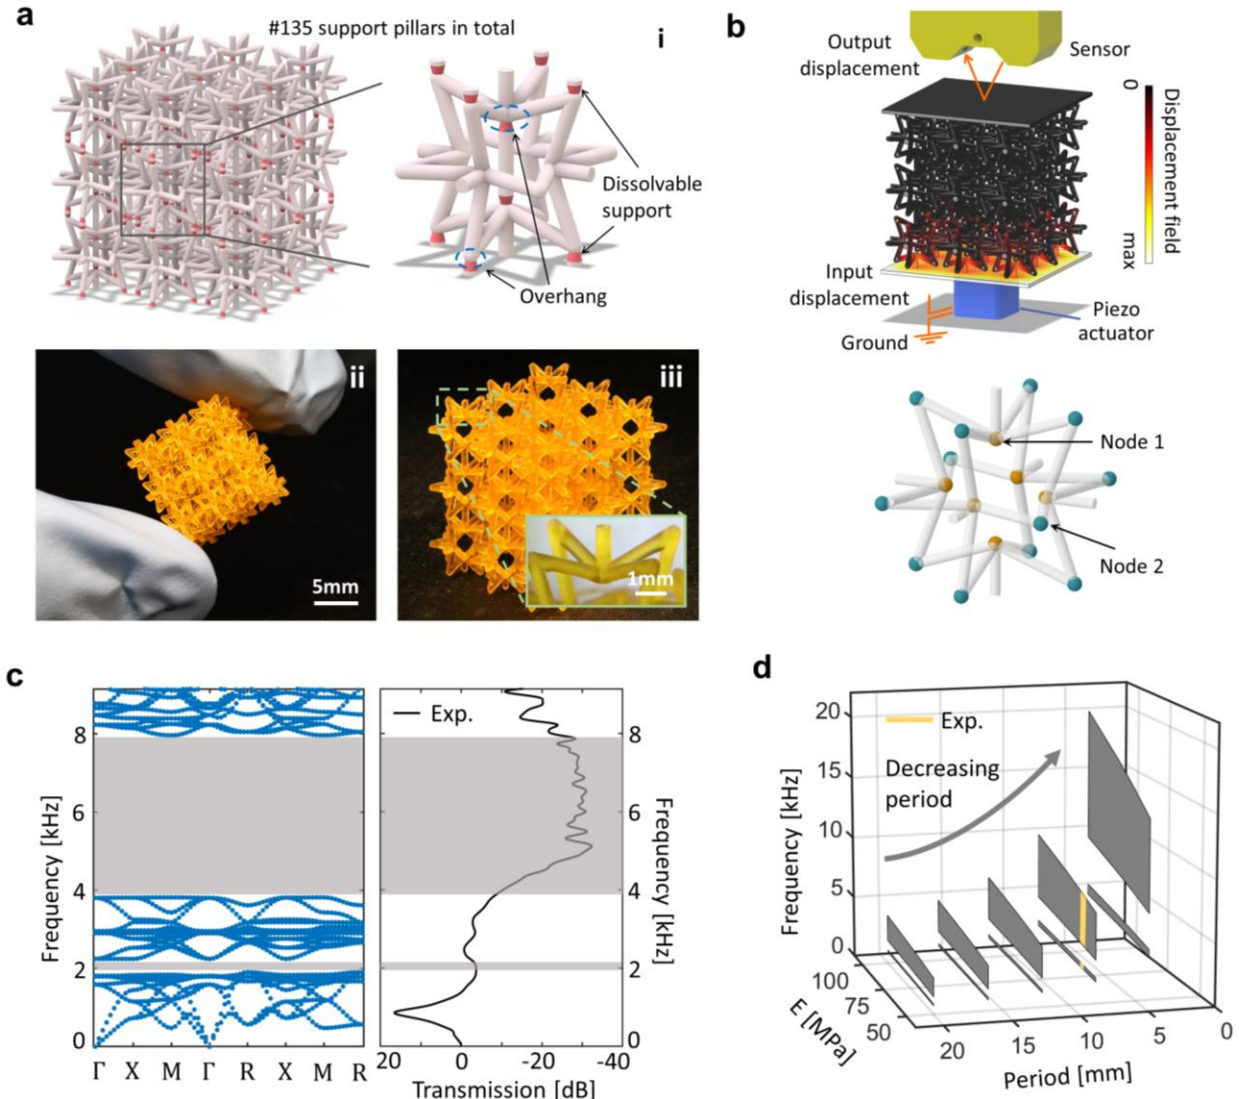 a
#135 support pillars in total
i
Dissolvable
support
Overhang
ii
5mm
iii
1mm
b
Output
displacement
Sensor
0
Displacement field
max
Input
displacement
Ground
Piezo
actuator
Node 1
Node 2
c
Frequency [kHz]
8
6
4
2
0
Γ X M Γ R X M R
Exp.
8
6
4
2
0
Frequency [kHz]
20 0 -20 -40
Transmission [dB]
d
Exp.
Decreasing
period
Frequency [kHz]
20
15
10
5
0
100
75
50
E [MPa]
20 15 10 5 0
Period [mm]